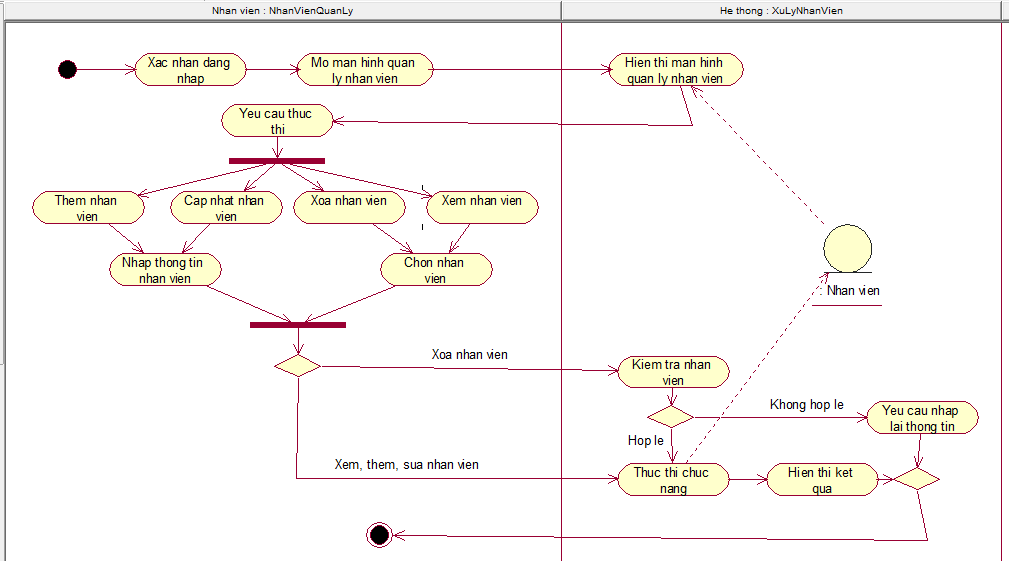 Nhan vien : NhanVienQuanLy
He thong : XuLyNhanVien
Xac nhan dang
nhap
Mo man hinh quan
ly nhan vien
Hien thi man hinh
quan ly nhan vien
Yeu cau thuc
thi
Them nhan
vien
Cap nhat nhan
vien
Xoa nhan vien
Xem nhan vien
Nhap thong tin
nhan vien
Chon nhan
vien
: Nhan vien
Xoa nhan vien
Kiem tra nhan
vien
Khong hop le
Yeu cau nhap
lai thong tin
Hop le
Xem, them, sua nhan vien
Thuc thi chuc
nang
Hien thi ket
qua